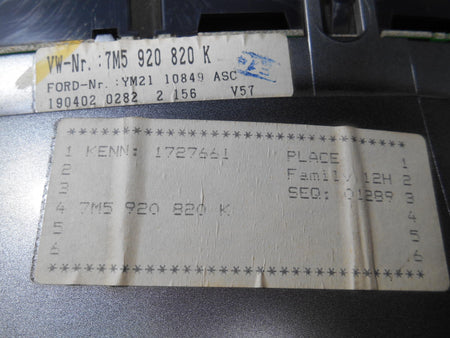 VW-Nr.:7M5 920 820 K
FORD-Nr.:YM21 10849 ASC
190402 0282 2 156 V57
************************
1 KENN: 1727661 PLACE 1
2 Family 12H 2
3 SEQ: 01289 3
4 7M5 920 820 K 4
5 5
6 6
************************